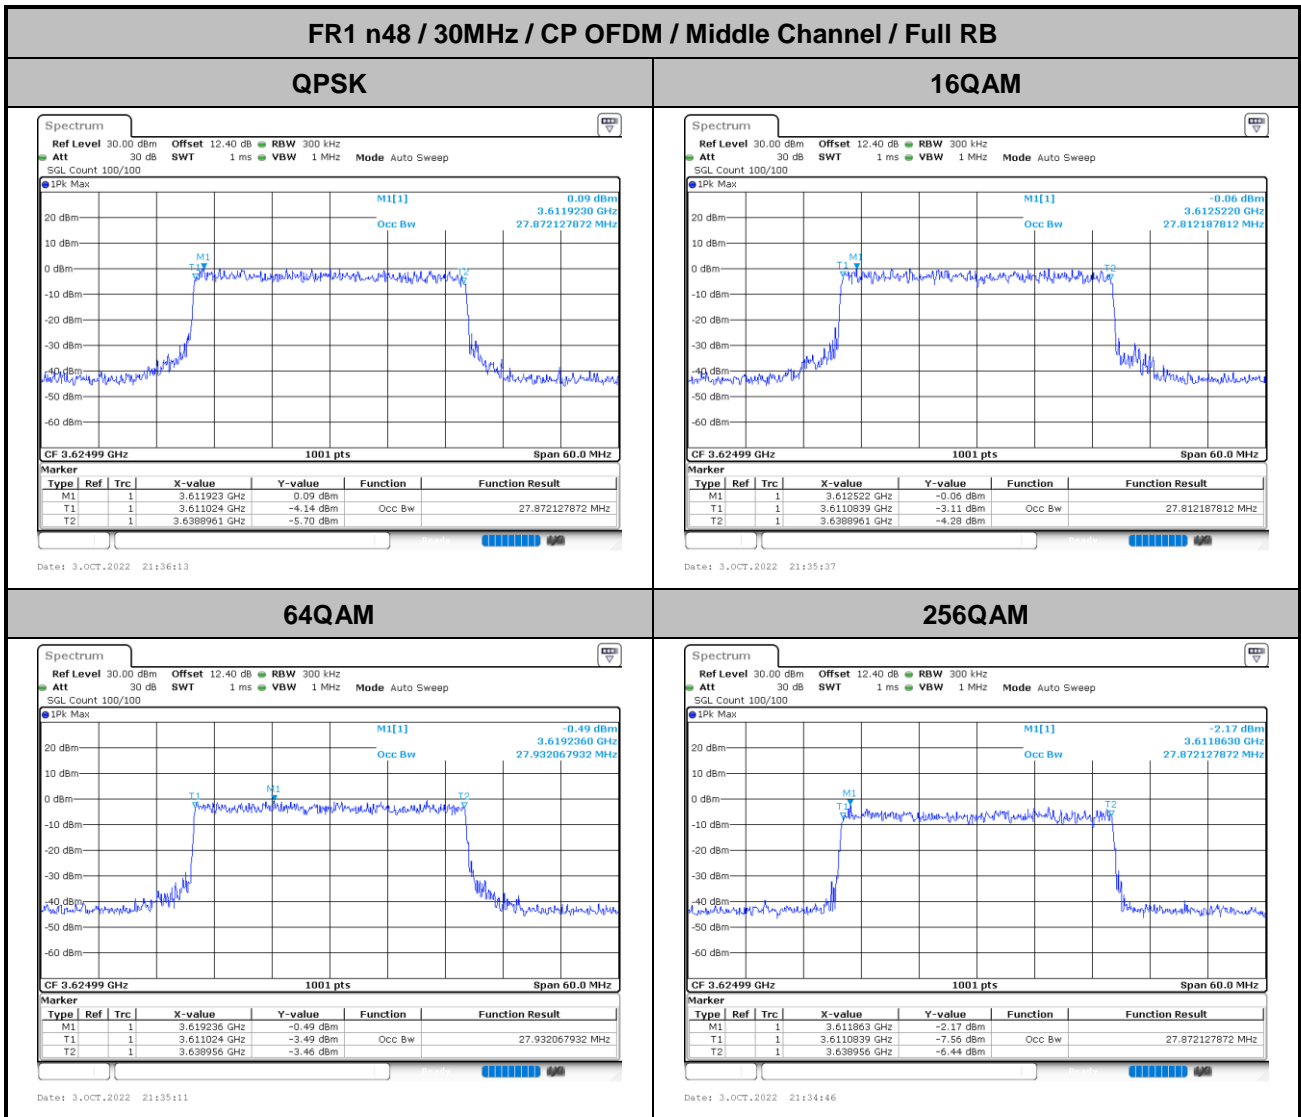 FR1 n48 / 30MHz / CP OFDM / Middle Channel / Full RB
QPSK
Spectrum
Ref Level 30.00 dBm Offset 12.40 dB RBW 300 kHz
Att 30 dB SWT 1 ms VBW 1 MHz Mode Auto Sweep
SGL Count 100/100
1Pk Max
M1[1] 0.09 dBm
3.6119230 GHz
Occ Bw 27.872127872 MHz
20 dBm
10 dBm
0 dBm
-10 dBm
-20 dBm
-30 dBm
-40 dBm
-50 dBm
-60 dBm
M1
T1
T2
CF 3.62499 GHz 1001 pts Span 60.0 MHz
Marker
Type Ref Trc X-value Y-value Function Function Result
M1 1 3.611923 GHz 0.09 dBm
T1 1 3.611024 GHz -4.14 dBm Occ Bw 27.872127872 MHz
T2 1 3.6388961 GHz -5.70 dBm
Date: 3.OCT.2022 21:36:13
16QAM
Spectrum
Ref Level 30.00 dBm Offset 12.40 dB RBW 300 kHz
Att 30 dB SWT 1 ms VBW 1 MHz Mode Auto Sweep
SGL Count 100/100
1Pk Max
M1[1] -0.06 dBm
3.6125220 GHz
Occ Bw 27.812187812 MHz
20 dBm
10 dBm
0 dBm
-10 dBm
-20 dBm
-30 dBm
-40 dBm
-50 dBm
-60 dBm
M1
T1
T2
CF 3.62499 GHz 1001 pts Span 60.0 MHz
Marker
Type Ref Trc X-value Y-value Function Function Result
M1 1 3.612522 GHz -0.06 dBm
T1 1 3.6110839 GHz -3.11 dBm Occ Bw 27.812187812 MHz
T2 1 3.6388961 GHz -4.28 dBm
Date: 3.OCT.2022 21:35:37
64QAM
Spectrum
Ref Level 30.00 dBm Offset 12.40 dB RBW 300 kHz
Att 30 dB SWT 1 ms VBW 1 MHz Mode Auto Sweep
SGL Count 100/100
1Pk Max
M1[1] -0.49 dBm
3.6192360 GHz
Occ Bw 27.932067932 MHz
20 dBm
10 dBm
0 dBm
-10 dBm
-20 dBm
-30 dBm
-40 dBm
-50 dBm
-60 dBm
M1
T1
T2
CF 3.62499 GHz 1001 pts Span 60.0 MHz
Marker
Type Ref Trc X-value Y-value Function Function Result
M1 1 3.619236 GHz -0.49 dBm
T1 1 3.611024 GHz -3.49 dBm Occ Bw 27.932067932 MHz
T2 1 3.638956 GHz -3.46 dBm
Date: 3.OCT.2022 21:35:11
256QAM
Spectrum
Ref Level 30.00 dBm Offset 12.40 dB RBW 300 kHz
Att 30 dB SWT 1 ms VBW 1 MHz Mode Auto Sweep
SGL Count 100/100
1Pk Max
M1[1] -2.17 dBm
3.6118630 GHz
Occ Bw 27.872127872 MHz
20 dBm
10 dBm
0 dBm
-10 dBm
-20 dBm
-30 dBm
-40 dBm
-50 dBm
-60 dBm
M1
T1
T2
CF 3.62499 GHz 1001 pts Span 60.0 MHz
Marker
Type Ref Trc X-value Y-value Function Function Result
M1 1 3.611863 GHz -2.17 dBm
T1 1 3.6110839 GHz -7.56 dBm Occ Bw 27.872127872 MHz
T2 1 3.638956 GHz -6.44 dBm
Date: 3.OCT.2022 21:34:46